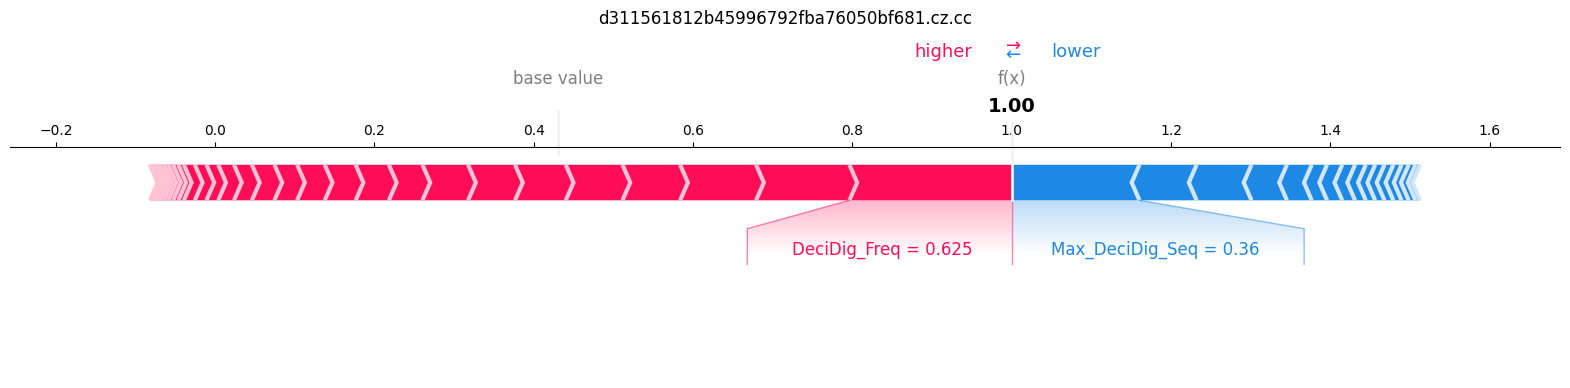 d311561812b45996792fba76050bf681.cz.cc
higher ⇄ lower
base value f(x)
1.00
−0.2 0.0 0.2 0.4 0.6 0.8 1.0 1.2 1.4 1.6
DeciDig_Freq = 0.625 Max_DeciDig_Seq = 0.36